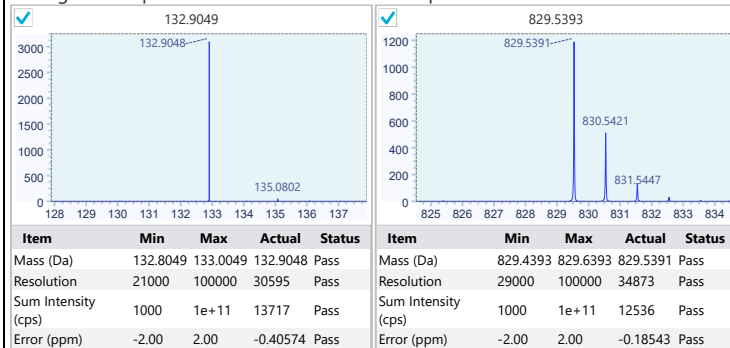 132.9049
3000
2500
2000
1500
1000
500
0
132.9048
135.0802
128 129 130 131 132 133 134 135 136 137
Item Min Max Actual Status
Mass (Da) 132.8049 133.0049 132.9048 Pass
Resolution 21000 100000 30595 Pass
Sum Intensity (cps) 1000 1e+11 13717 Pass
Error (ppm) -2.00 2.00 -0.40574 Pass
829.5393
1200
1000
800
600
400
200
0
829.5391
830.5421
831.5447
825 826 827 828 829 830 831 832 833 834
Item Min Max Actual Status
Mass (Da) 829.4393 829.6393 829.5391 Pass
Resolution 29000 100000 34873 Pass
Sum Intensity (cps) 1000 1e+11 12536 Pass
Error (ppm) -2.00 2.00 -0.18543 Pass